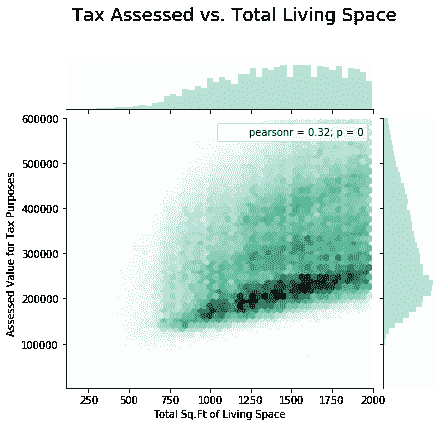 Tax Assessed vs. Total Living Space
pearsonr = 0.32; p = 0
600000
500000
400000
300000
200000
100000
Assessed Value for Tax Purposes
250 500 750 1000 1250 1500 1750 2000
Total Sq.Ft of Living Space